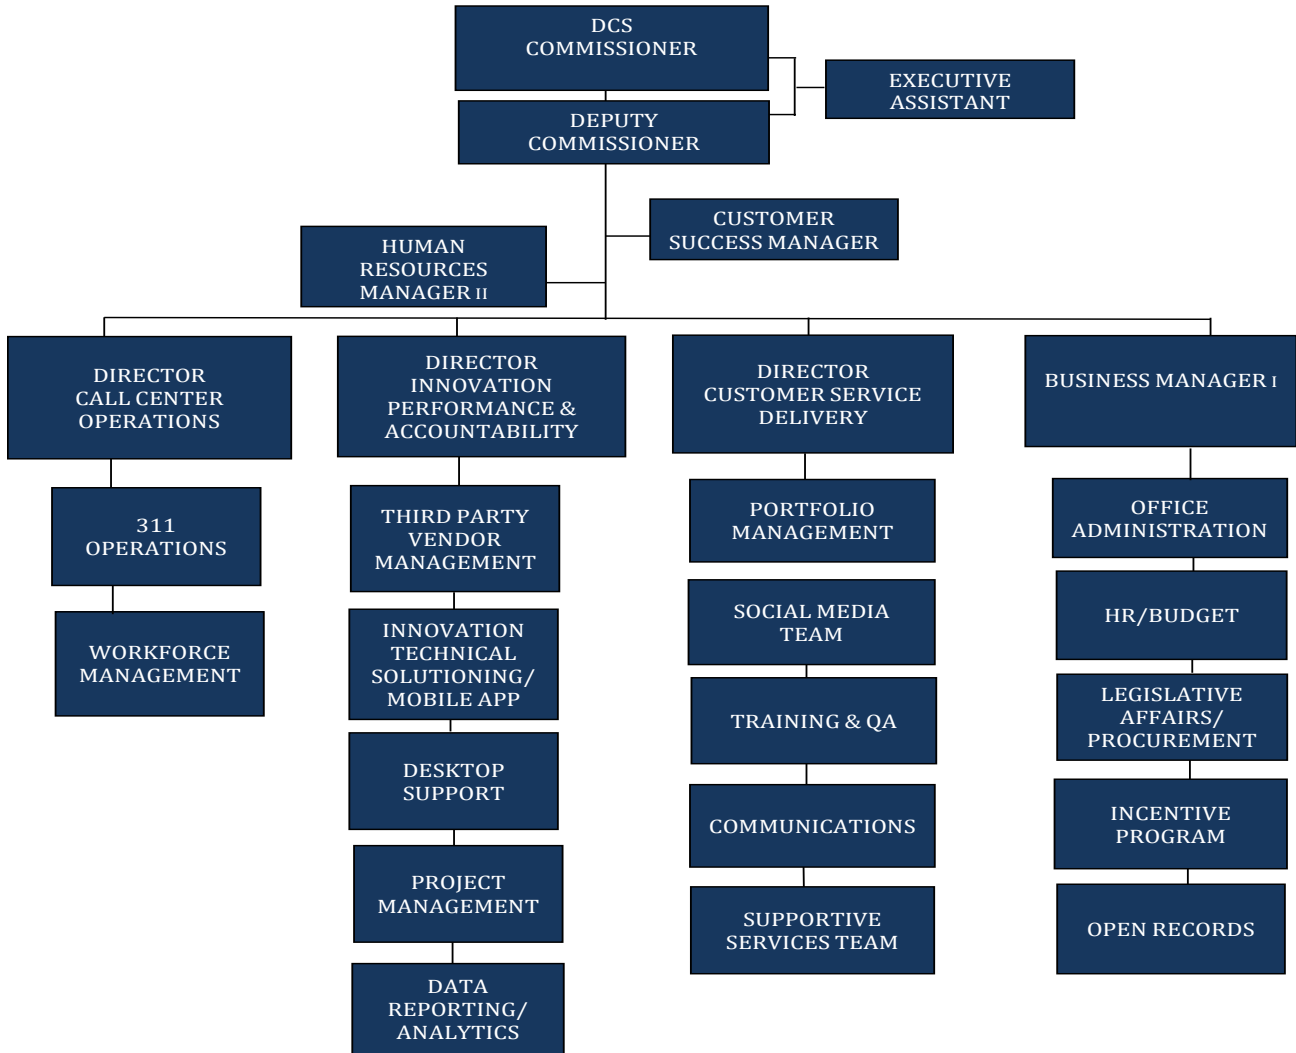 DCS
COMMISSIONER
EXECUTIVE
ASSISTANT
DEPUTY
COMMISSIONER
CUSTOMER
SUCCESS MANAGER
HUMAN
RESOURCES
MANAGER II
DIRECTOR
CALL CENTER
OPERATIONS
311
OPERATIONS
WORKFORCE
MANAGEMENT
DIRECTOR
INNOVATION
PERFORMANCE &
ACCOUNTABILITY
THIRD PARTY
VENDOR
MANAGEMENT
INNOVATION
TECHNICAL
SOLUTIONING/
MOBILE APP
DESKTOP
SUPPORT
PROJECT
MANAGEMENT
DATA
REPORTING/
ANALYTICS
DIRECTOR
CUSTOMER SERVICE
DELIVERY
PORTFOLIO
MANAGEMENT
SOCIAL MEDIA
TEAM
TRAINING & QA
COMMUNICATIONS
SUPPORTIVE
SERVICES TEAM
BUSINESS MANAGER I
OFFICE
ADMINISTRATION
HR/BUDGET
LEGISLATIVE
AFFAIRS/
PROCUREMENT
INCENTIVE
PROGRAM
OPEN RECORDS